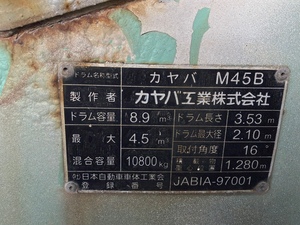 ドラム名称型式 カヤバ M45B
製作者 カヤバ工業株式会社
ドラム容量 8.9 m³ ドラム長さ 3.53 m
最大 4.5 m³ ドラム最大径 2.10 m
混合容量 10800kg 取付角度 16°
1.280m
㈳日本自動車車体工業会 登録番号 JABIA-97001